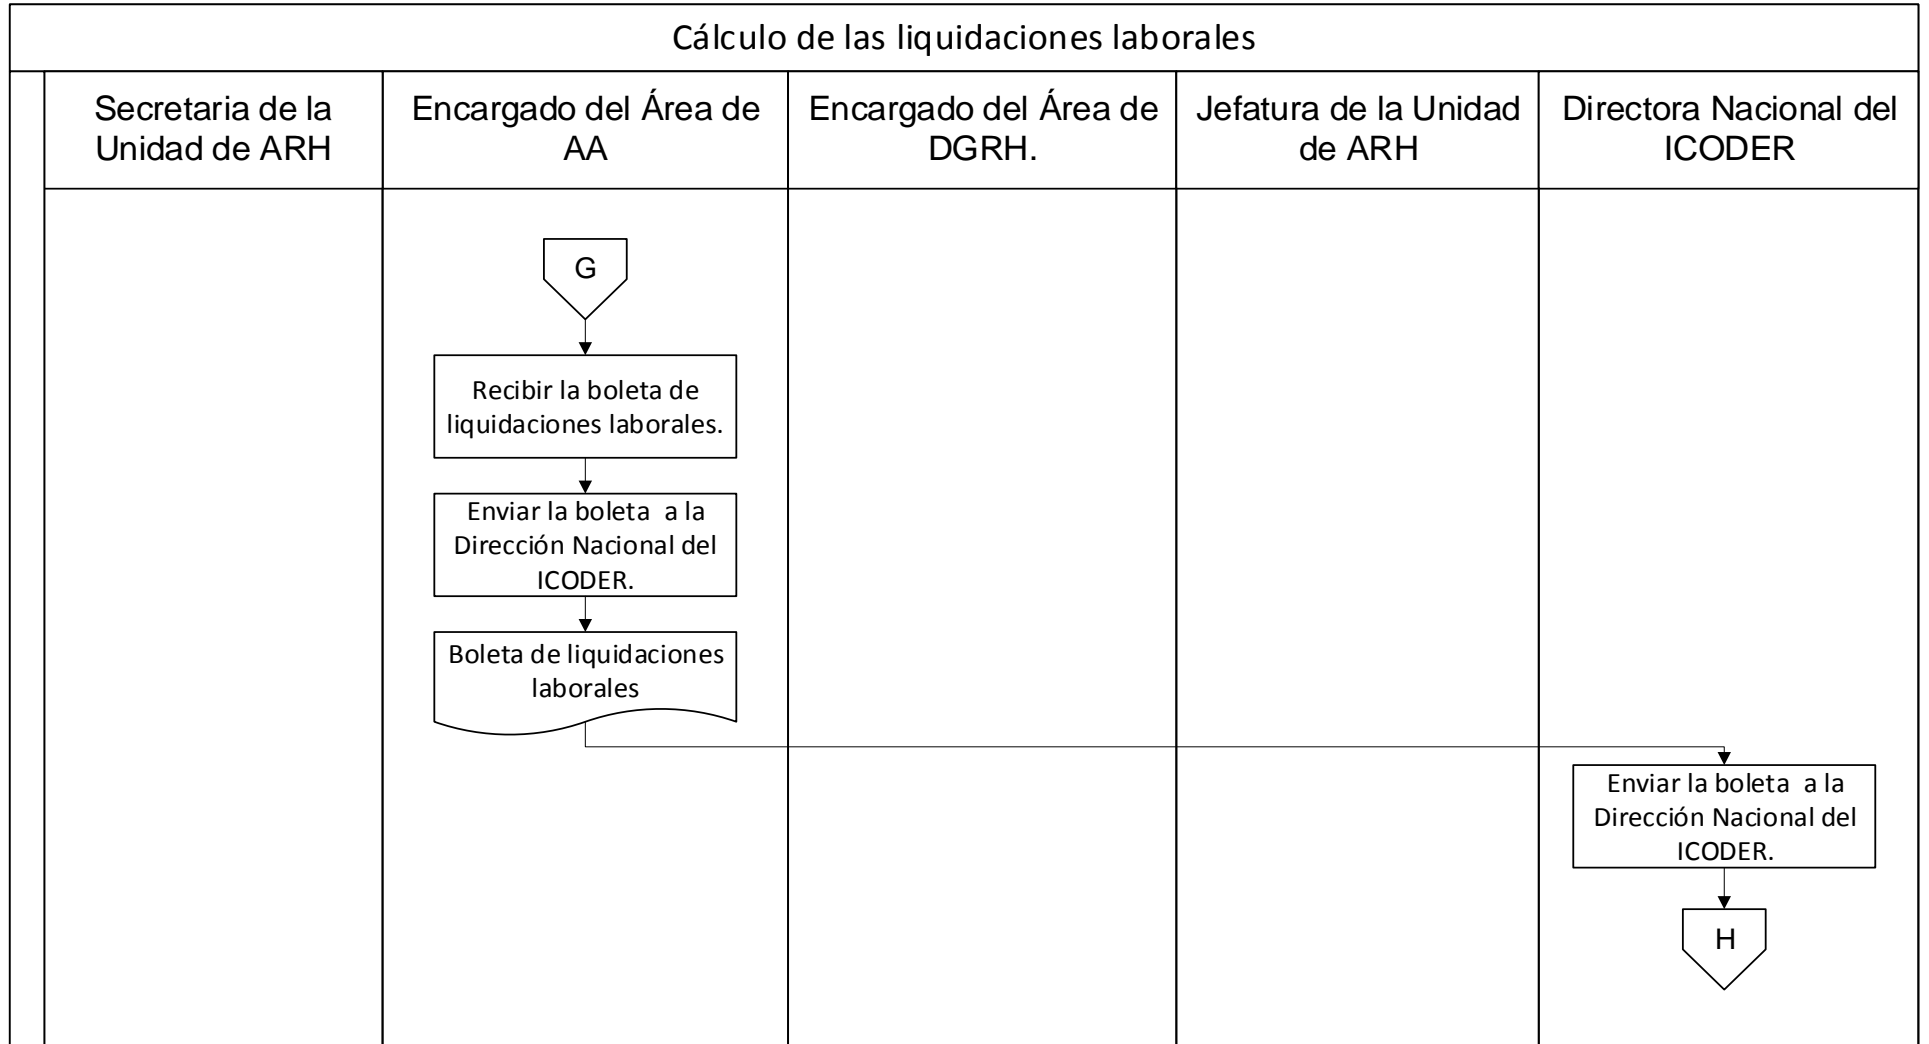 Cálculo de las liquidaciones laborales
Secretaria de la
Unidad de ARH
Encargado del Área de
AA
Encargado del Área de
DGRH.
Jefatura de la Unidad
de ARH
Directora Nacional del
ICODER
G
Recibir la boleta de
liquidaciones laborales.
Enviar la boleta a la
Dirección Nacional del
ICODER.
Boleta de liquidaciones
laborales
Enviar la boleta a la
Dirección Nacional del
ICODER.
H